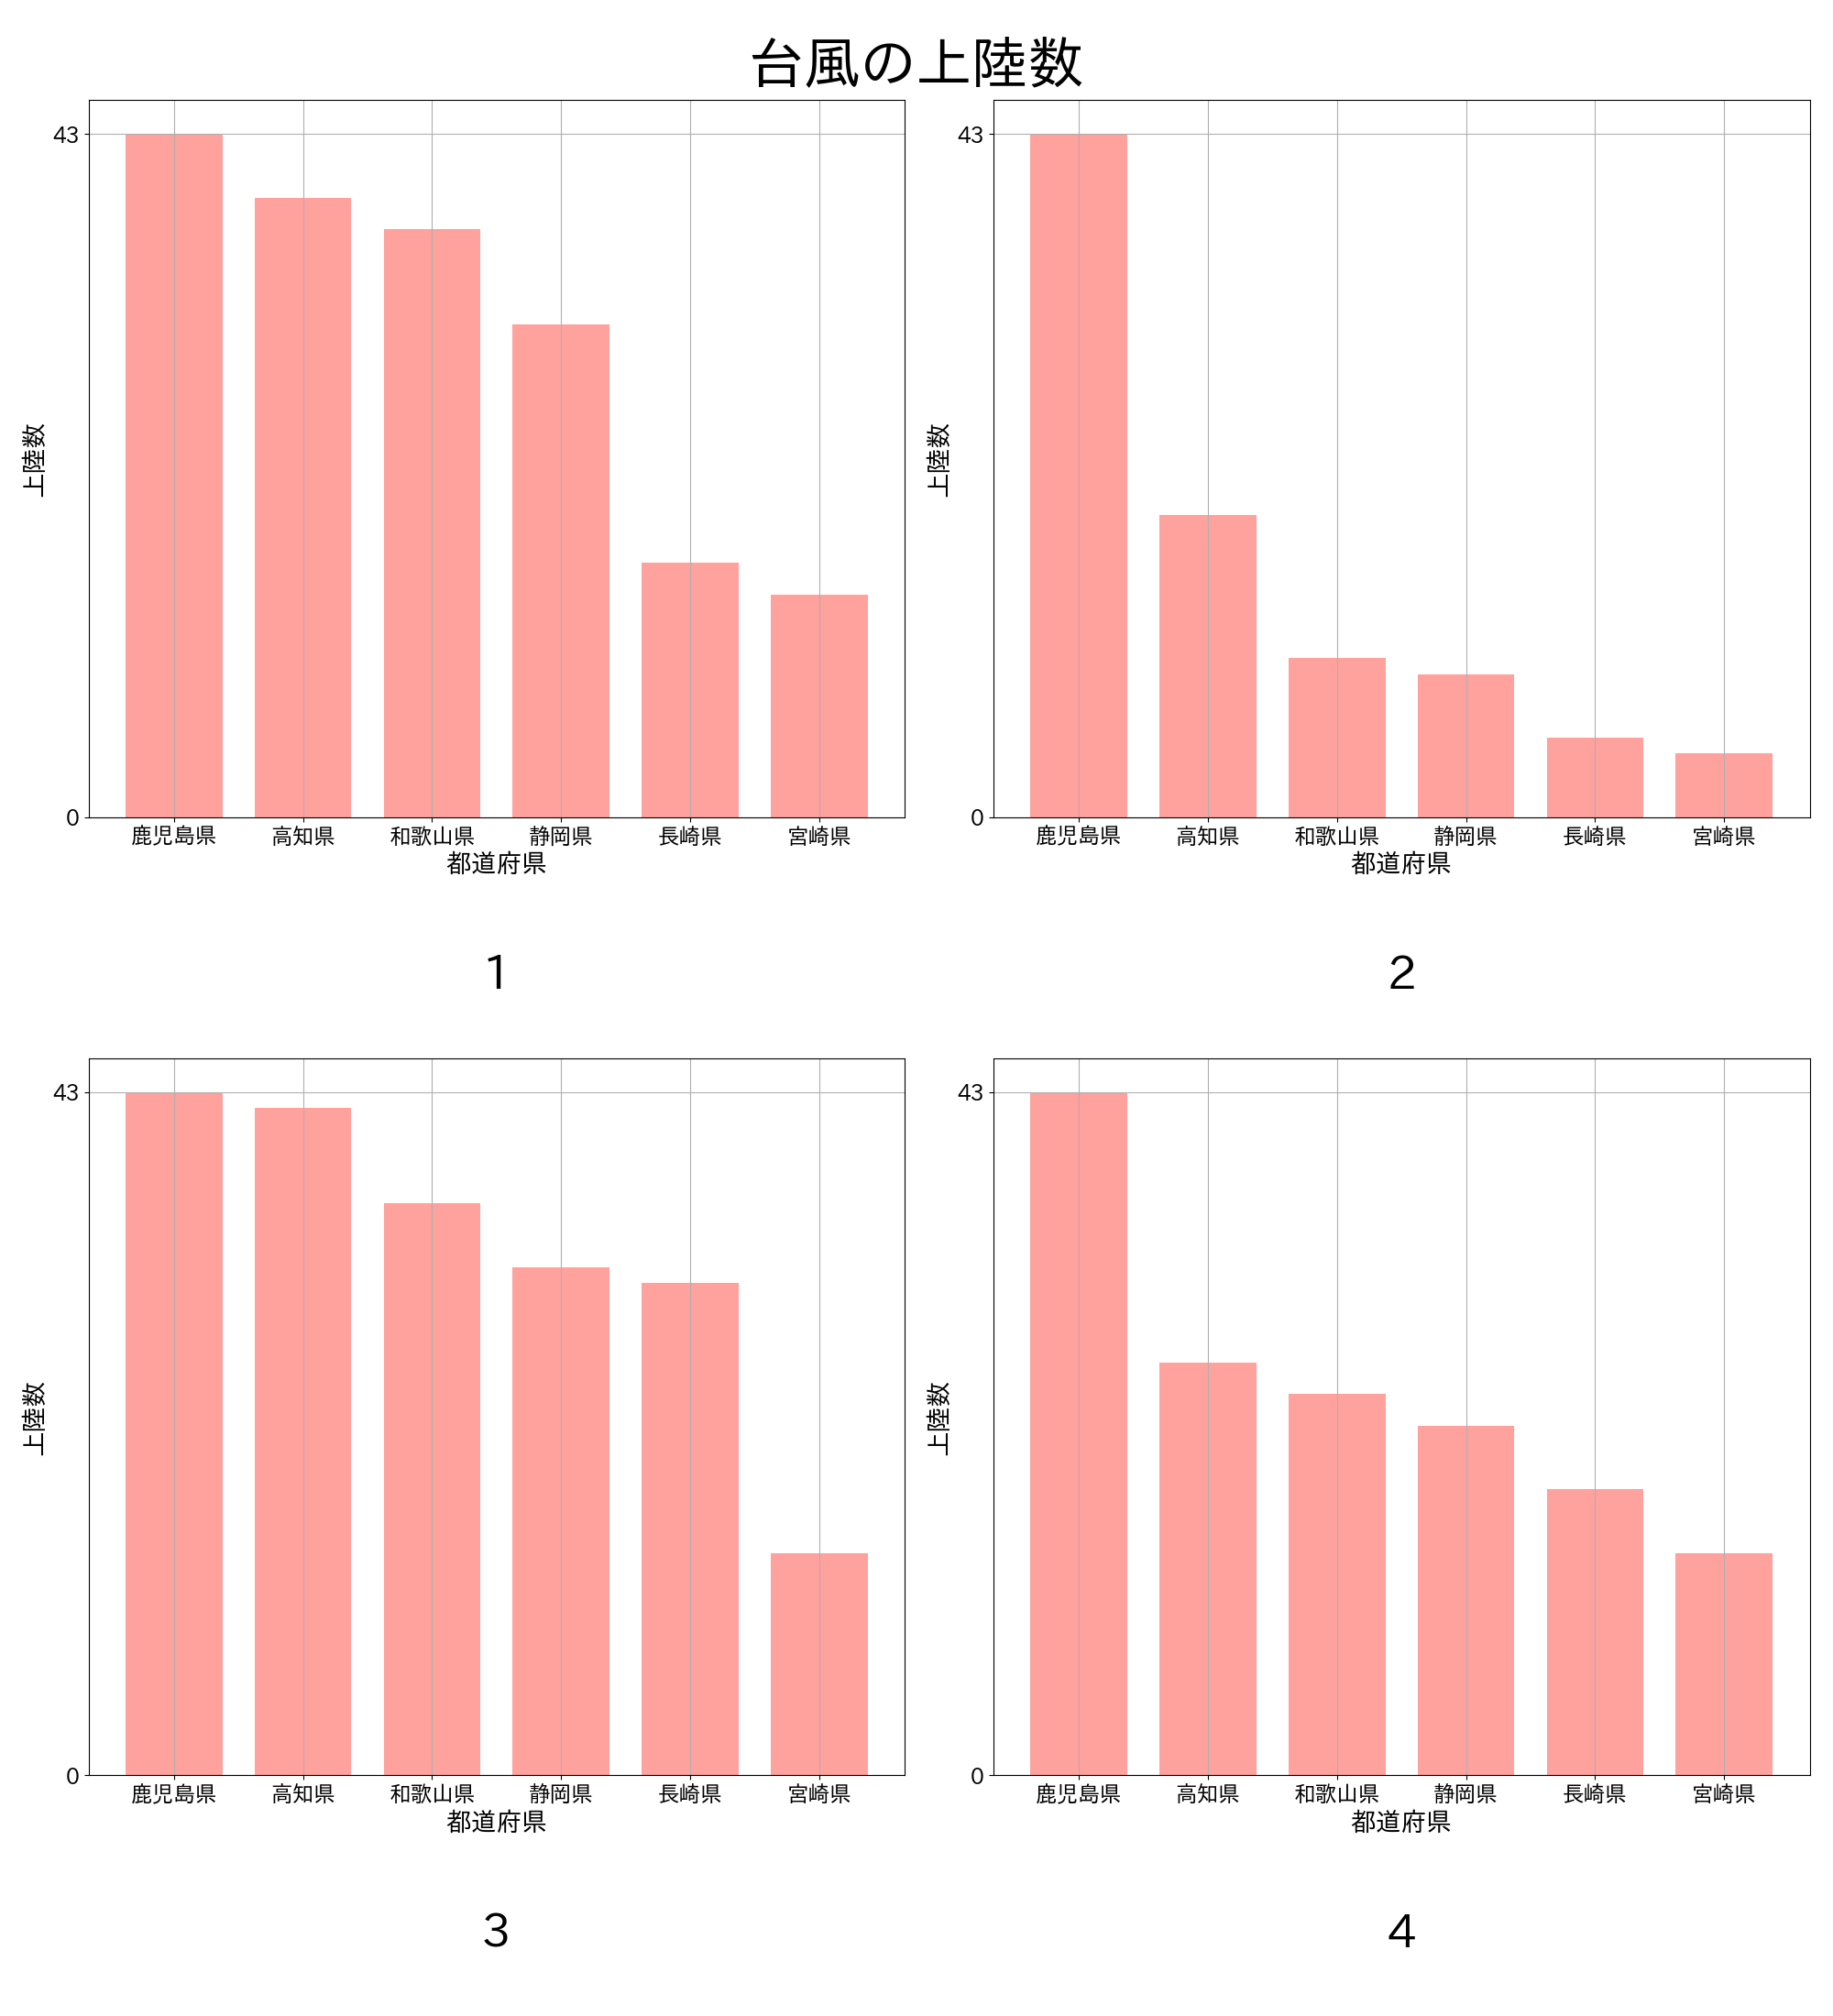 台風の上陸数
43
0
上陸数
鹿児島県 高知県 和歌山県 静岡県 長崎県 宮崎県
都道府県
1
43
0
上陸数
鹿児島県 高知県 和歌山県 静岡県 長崎県 宮崎県
都道府県
2
43
0
上陸数
鹿児島県 高知県 和歌山県 静岡県 長崎県 宮崎県
都道府県
3
43
0
上陸数
鹿児島県 高知県 和歌山県 静岡県 長崎県 宮崎県
都道府県
4